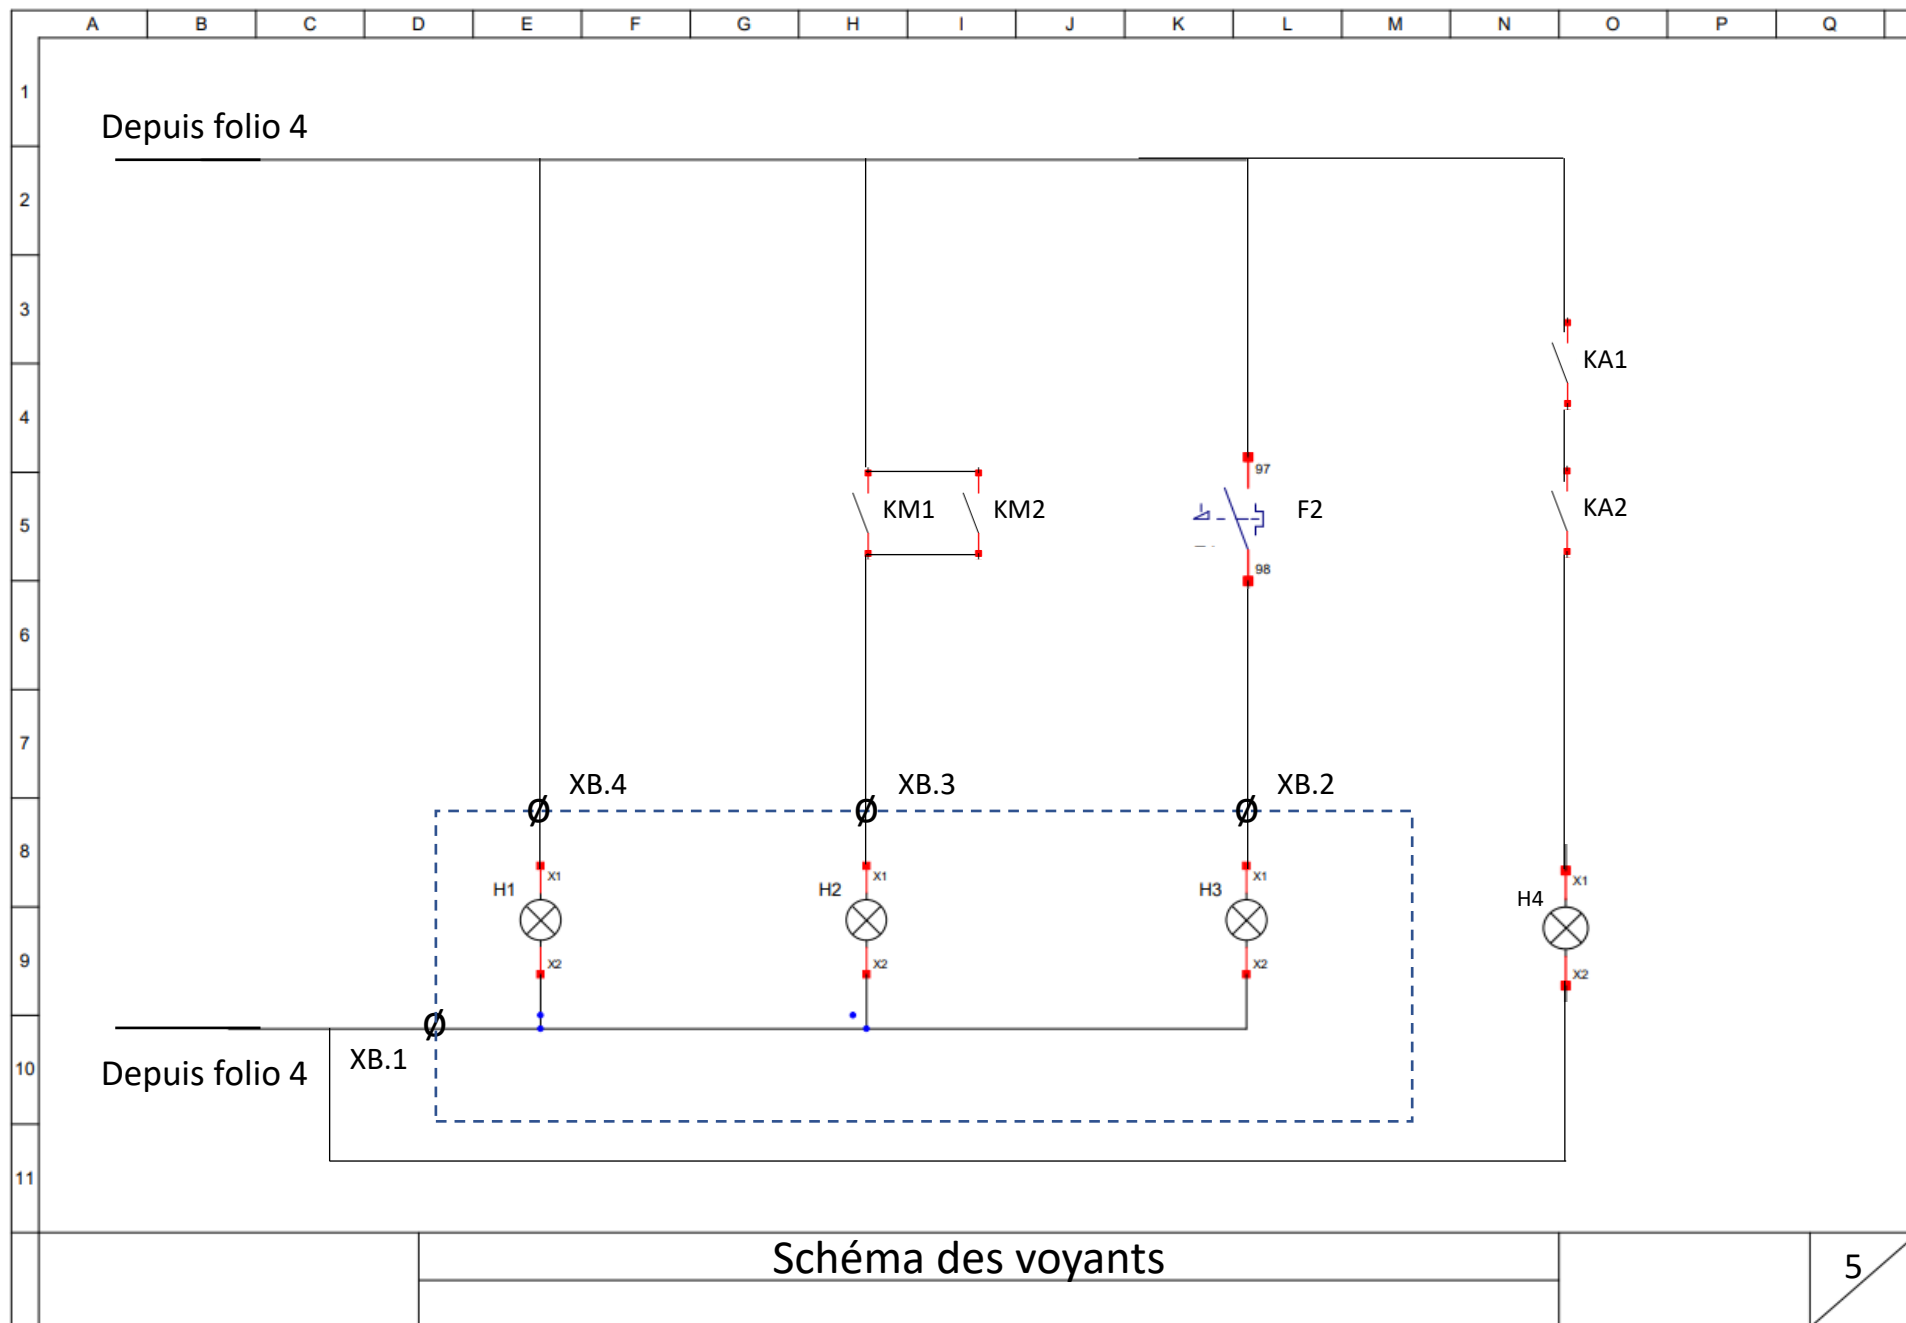 A B C D E F G H I J K L M N O P Q
1
Depuis folio 4
2
3
KA1
4
97
KM1 KM2 F2 KA2
5
98
6
7
XB.4 XB.3 XB.2
8
X1 X1 X1 X1
H1 H2 H3 H4
9
X2 X2 X2 X2
XB.1
10
Depuis folio 4
11
Schéma des voyants
5